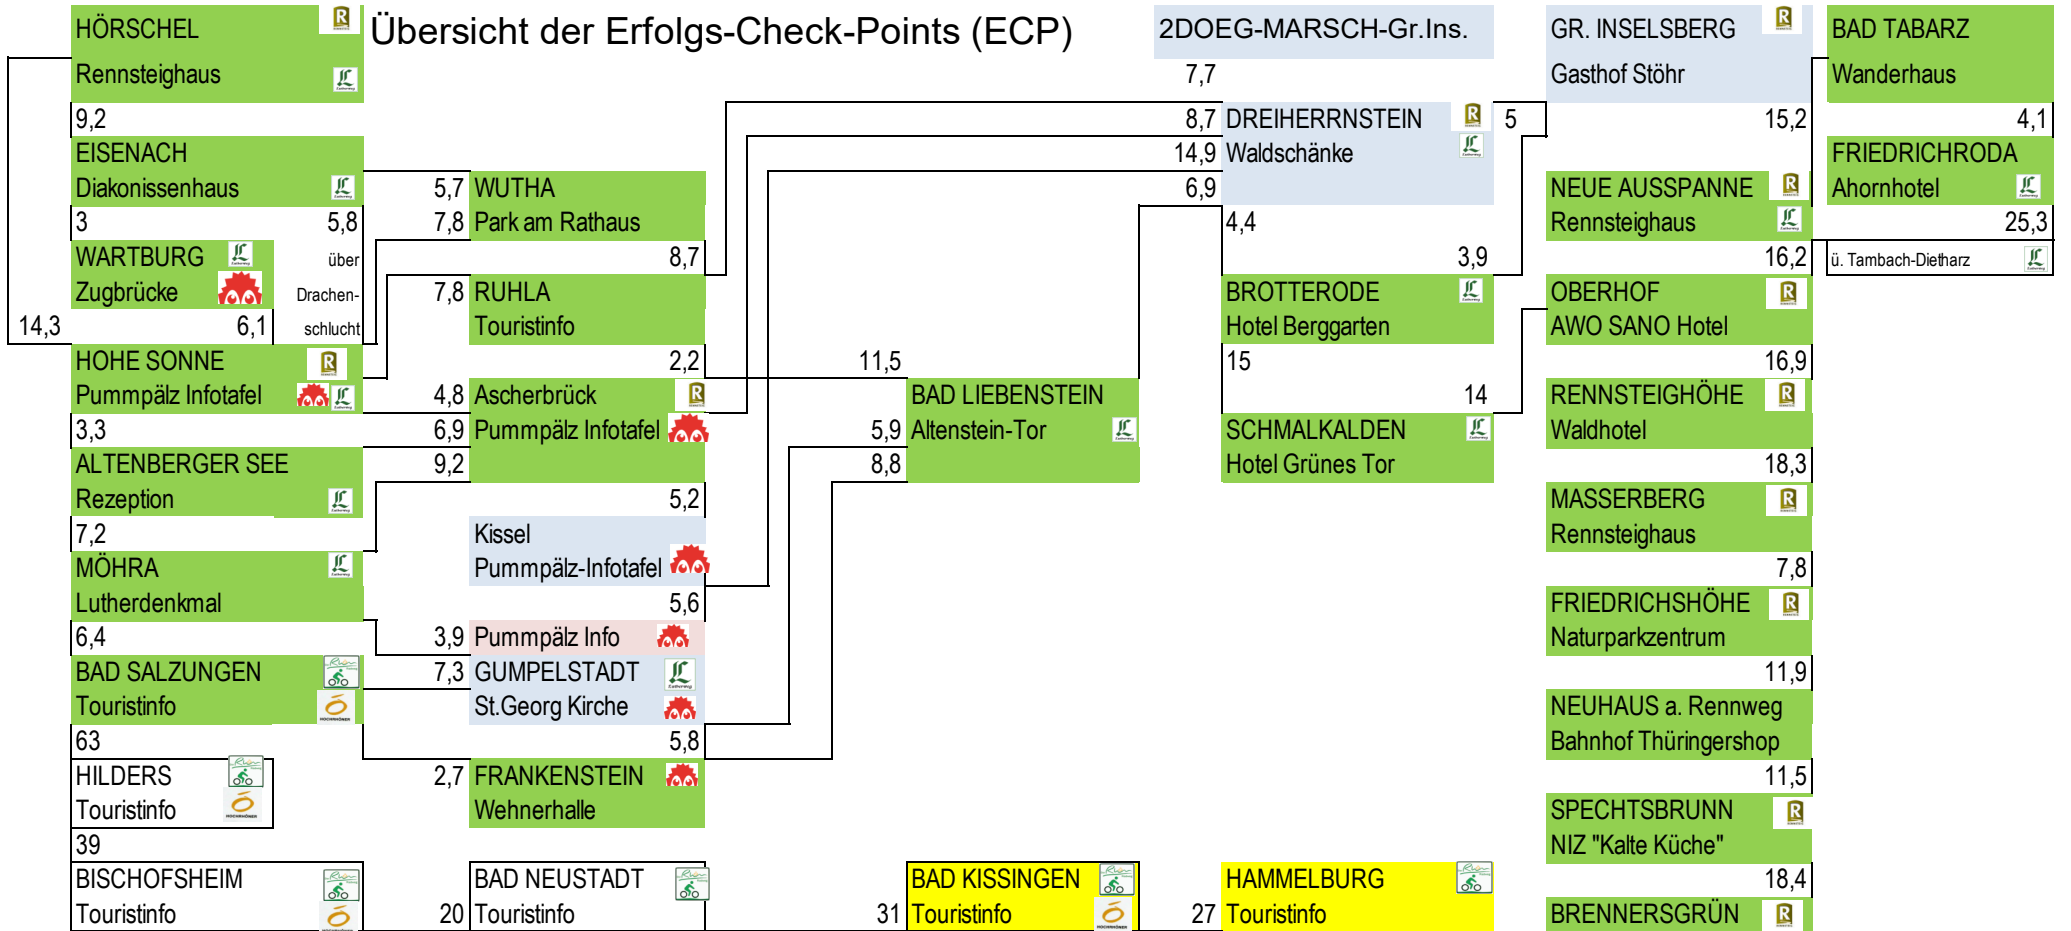 HÖRSCHEL
Rennsteighaus
Übersicht der Erfolgs-Check-Points (ECP)
2DOEG-MARSCH-Gr.Ins.
7,7
GR. INSELSBERG
Gasthof Stöhr
BAD TABARZ
Wanderhaus
9,2
8,7
DREIHERRNSTEIN
5
15,2
4,1
EISENACH
14,9
Waldschänke
FRIEDRICHRODA
Diakonissenhaus
5,7
WUTHA
6,9
NEUE AUSSPANNE
Ahornhotel
3
5,8
7,8
Park am Rathaus
4,4
Rennsteighaus
25,3
WARTBURG
über
8,7
3,9
16,2
ü. Tambach-Dietharz
Zugbrücke
Drachen-
7,8
RUHLA
BROTTERODE
OBERHOF
14,3
6,1
schlucht
Touristinfo
Hotel Berggarten
AWO SANO Hotel
HOHE SONNE
2,2
11,5
15
16,9
Pummpälz Infotafel
4,8
Ascherbrück
BAD LIEBENSTEIN
14
RENNSTEIGHÖHE
3,3
6,9
Pummpälz Infotafel
5,9
Altenstein-Tor
SCHMALKALDEN
Waldhotel
ALTENBERGER SEE
9,2
8,8
Hotel Grünes Tor
18,3
Rezeption
5,2
MASSERBERG
7,2
Kissel
Rennsteighaus
MÖHRA
Pummpälz-Infotafel
7,8
Lutherdenkmal
5,6
FRIEDRICHSHÖHE
6,4
3,9
Pummpälz Info
Naturparkzentrum
BAD SALZUNGEN
7,3
GUMPELSTADT
11,9
Touristinfo
St.Georg Kirche
NEUHAUS a. Rennweg
63
5,8
Bahnhof Thüringershop
HILDERS
2,7
FRANKENSTEIN
11,5
Touristinfo
Wehnerhalle
SPECHTSBRUNN
39
NIZ "Kalte Küche"
BISCHOFSHEIM
BAD NEUSTADT
BAD KISSINGEN
HAMMELBURG
18,4
Touristinfo
20
Touristinfo
31
Touristinfo
27
Touristinfo
BRENNERSGRÜN